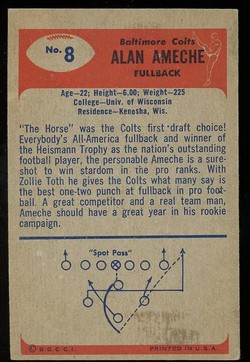 No. 8
Baltimore Colts
ALAN AMECHE
FULLBACK
Age—22; Height—6.00; Weight—225
College—Univ. of Wisconsin
Residence—Kenosha, Wis.
"The Horse" was the Colts first draft choice!
Everybody's All-America fullback and winner of
the Heismann Trophy as the nation's outstanding
football player, the personable Ameche is a sure-
shot to win stardom in the pro ranks. With
Zollie Toth he gives the Colts what many say is
the best one-two punch at fullback in pro foot-
ball. A great competitor and a real team man,
Ameche should have a great year in his rookie
campaign.
"Spot Pass"
© B.G.C.C.I.
PRINTED IN U.S.A.